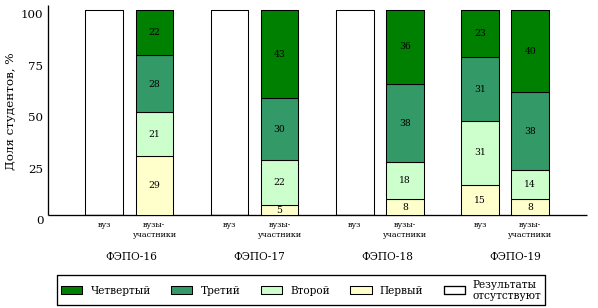 Доля студентов, %
100
75
50
25
0
22
28
21
29
43
30
22
5
36
38
18
8
23
31
31
15
40
38
14
8
вуз
вузы-
участники
вуз
вузы-
участники
вуз
вузы-
участники
вуз
вузы-
участники
ФЭПО-16
ФЭПО-17
ФЭПО-18
ФЭПО-19
Четвертый
Третий
Второй
Первый
Результаты
отсутствуют